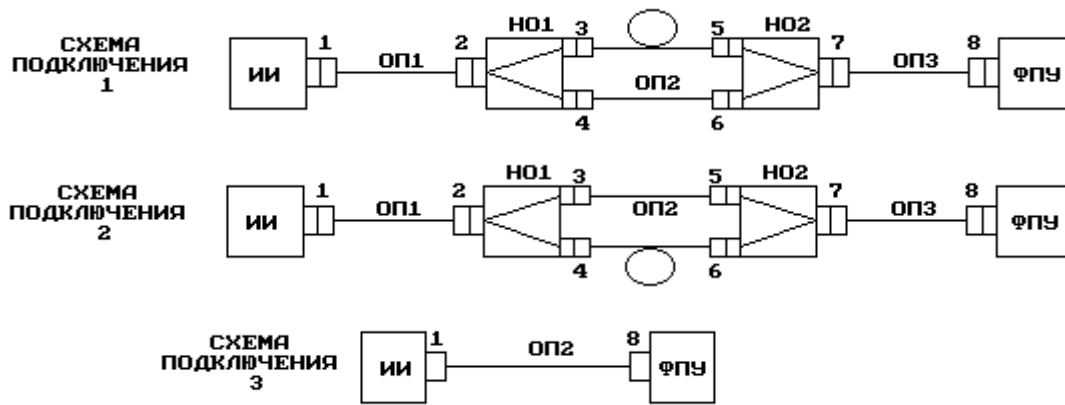 СХЕМА ПОДКЛЮЧЕНИЯ 1
ИИ 1 ОП1 2 НО1 3 5 НО2 7 ОП3 8 ФПУ
4 ОП2 6
СХЕМА ПОДКЛЮЧЕНИЯ 2
ИИ 1 ОП1 2 НО1 3 ОП2 5 НО2 7 ОП3 8 ФПУ
4 6
СХЕМА ПОДКЛЮЧЕНИЯ 3
ИИ 1 ОП2 8 ФПУ